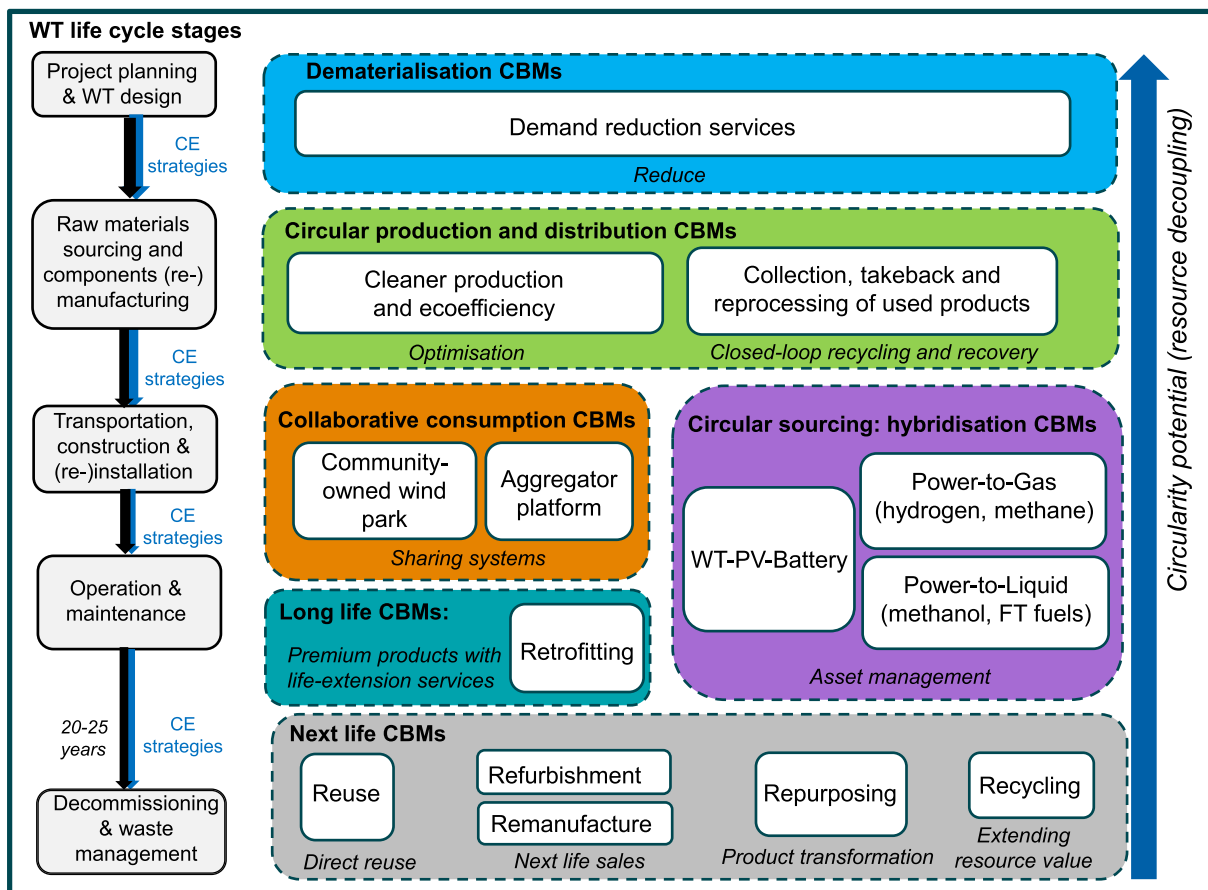 WT life cycle stages
Project planning
& WT design
CE
strategies
Raw materials
sourcing and
components (re-)
manufacturing
CE
strategies
Transportation,
construction &
(re-)installation
CE
strategies
Operation &
maintenance
20-25
years
CE
strategies
Decommissioning
& waste
management
Dematerialisation CBMs
Demand reduction services
Reduce
Circular production and distribution CBMs
Cleaner production
and ecoefficiency
Optimisation
Collection, takeback and
reprocessing of used products
Closed-loop recycling and recovery
Collaborative consumption CBMs
Community-
owned wind
park
Aggregator
platform
Sharing systems
Circular sourcing: hybridisation CBMs
WT-PV-Battery
Power-to-Gas
(hydrogen, methane)
Power-to-Liquid
(methanol, FT fuels)
Asset management
Long life CBMs:
Premium products with
life-extension services
Retrofitting
Next life CBMs
Reuse
Direct reuse
Refurbishment
Remanufacture
Next life sales
Repurposing
Product transformation
Recycling
Extending
resource value
Circularity potential (resource decoupling)